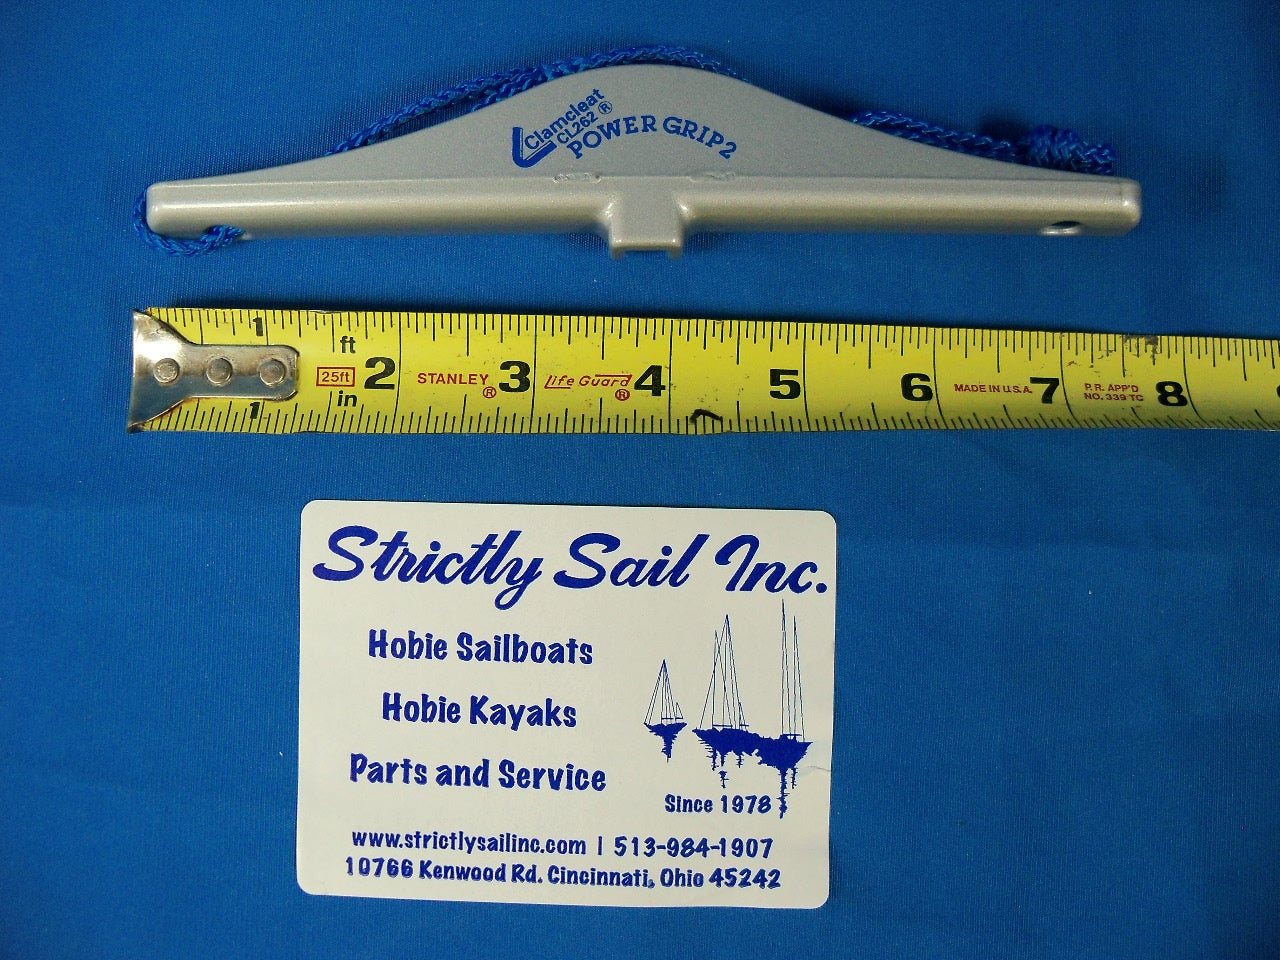 Clamcleat
CL262 ®
POWER GRIP 2
1
ft
25ft 2 STANLEY ® 3 Life Guard ® 4 5 6 MADE IN U.S.A. 7 P.R. APP'D NO. 339 TC 8
in
1
Strictly Sail Inc.
Hobie Sailboats
Hobie Kayaks
Parts and Service
Since 1978
www.strictlysailinc.com | 513-984-1907
10766 Kenwood Rd. Cincinnati, Ohio 45242